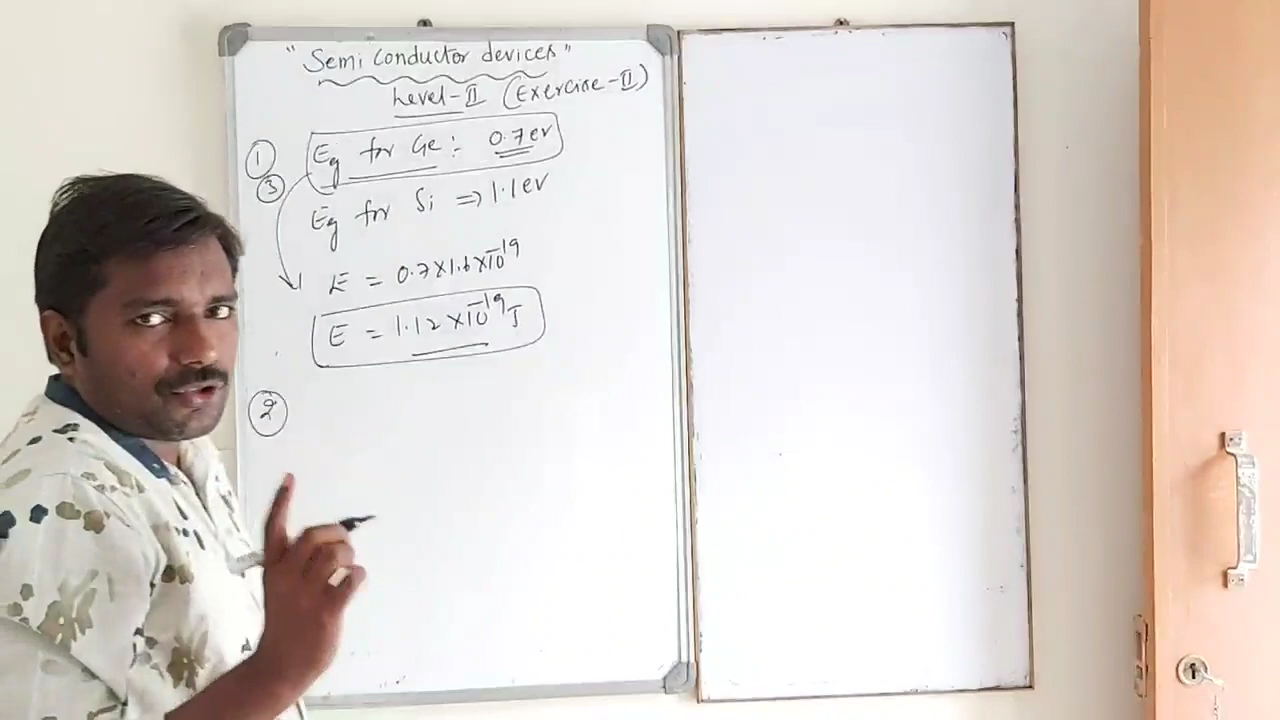 "Semi Conductor devices"
Level-II (Exercise-II)
① Eg for Ge :- 0.7ev
③ Eg for Si ⇒ 1.1ev
E = 0.7×1.6×10⁻¹⁹
E = 1.12×10⁻¹⁹J
②